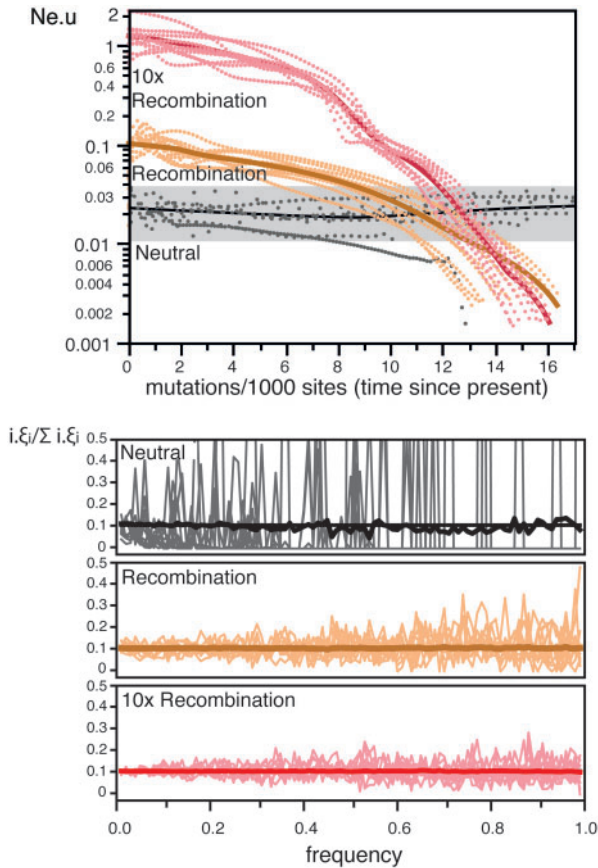 Ne.u
2
1
0.6
0.4
0.2
0.1
0.06
0.03
0.01
0.006
0.004
0.002
0.001
10x
Recombination
Recombination
Neutral
0 2 4 6 8 10 12 14 16
mutations/1000 sites (time since present)
i.ξi/Σ i.ξi
0.5
0.4
0.3
0.2
0.1
0
Neutral
0.5
0.4
0.3
0.2
0.1
0
Recombination
0.5
0.4
0.3
0.2
0.1
0
10x Recombination
0.0 0.2 0.4 0.6 0.8 1.0
frequency